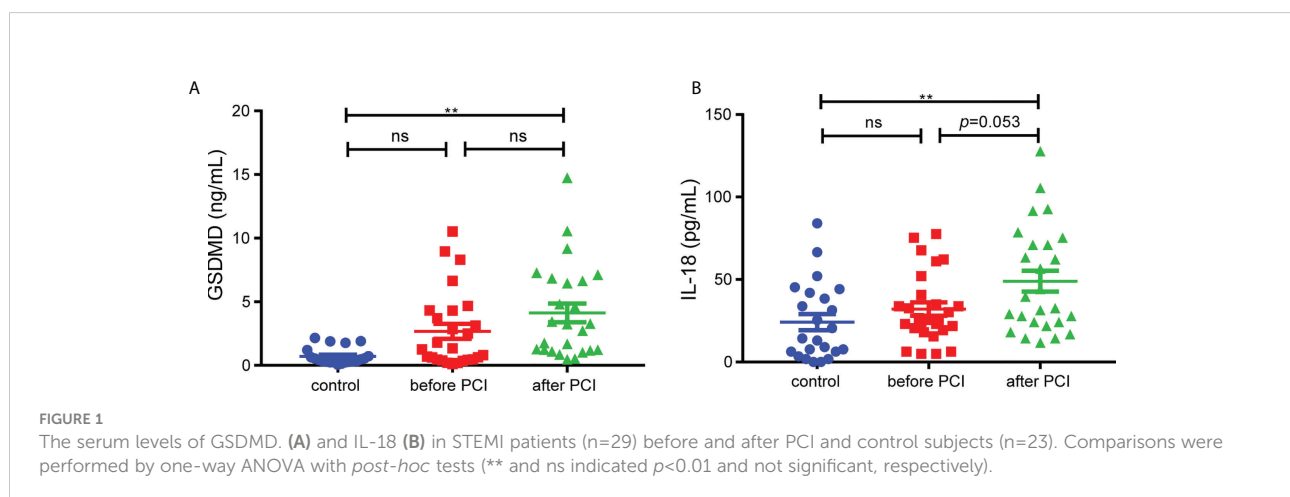 A
B
**
ns
ns
20
15
10
5
0
GSDMD (ng/mL)
control
before PCI
after PCI
**
ns
p=0.053
150
100
50
0
IL-18 (pg/mL)
control
before PCI
after PCI
FIGURE 1
The serum levels of GSDMD. (A) and IL-18 (B) in STEMI patients (n=29) before and after PCI and control subjects (n=23). Comparisons were
performed by one-way ANOVA with post-hoc tests (** and ns indicated p<0.01 and not significant, respectively).